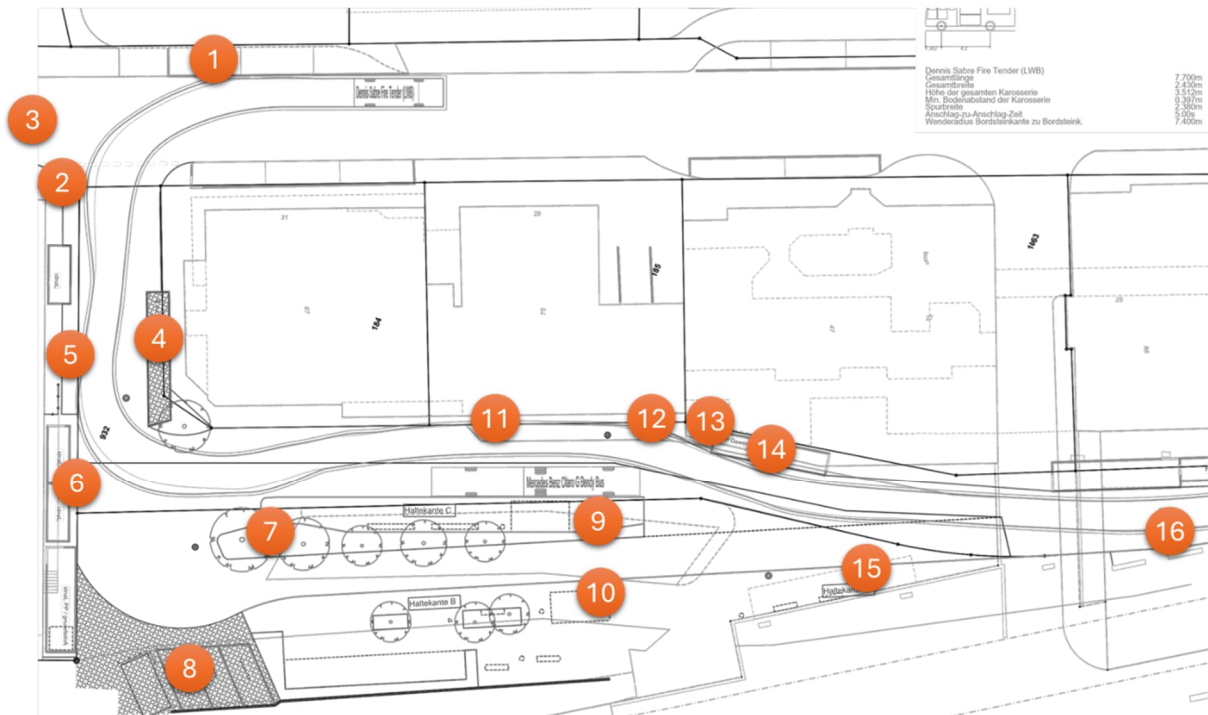 1
Dennis Sabre Fire Tender (LWB)
Gesamtlänge 7.700m
Gesamtbreite 2.430m
Höhe der gesamten Karosserie 3.512m
Min. Bodenabstand der Karosserie 0.397m
Spurbreite 2.380m
Anschlag-zu-Anschlag-Zeit 5.00s
Wenderadius Bordsteinkante zu Bordsteink. 7.400m
Dennis Sabre Fire Tender (LWB)
3
2
31
29
185
1063
184
4
5
47
11
12
13
14
932
6
Mercedes Benz Citaro G Bendy Bus
Haltekante C
7
9
16
15
10
Haltekante B
8